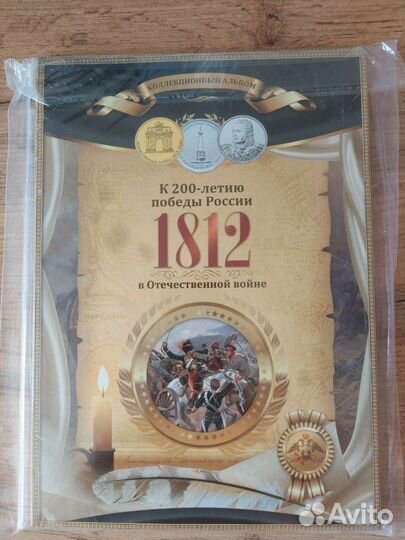 КОЛЛЕКЦИОННЫЙ АЛЬБОМ
К 200-летию
победы России
1812
в Отечественной войне
Avito